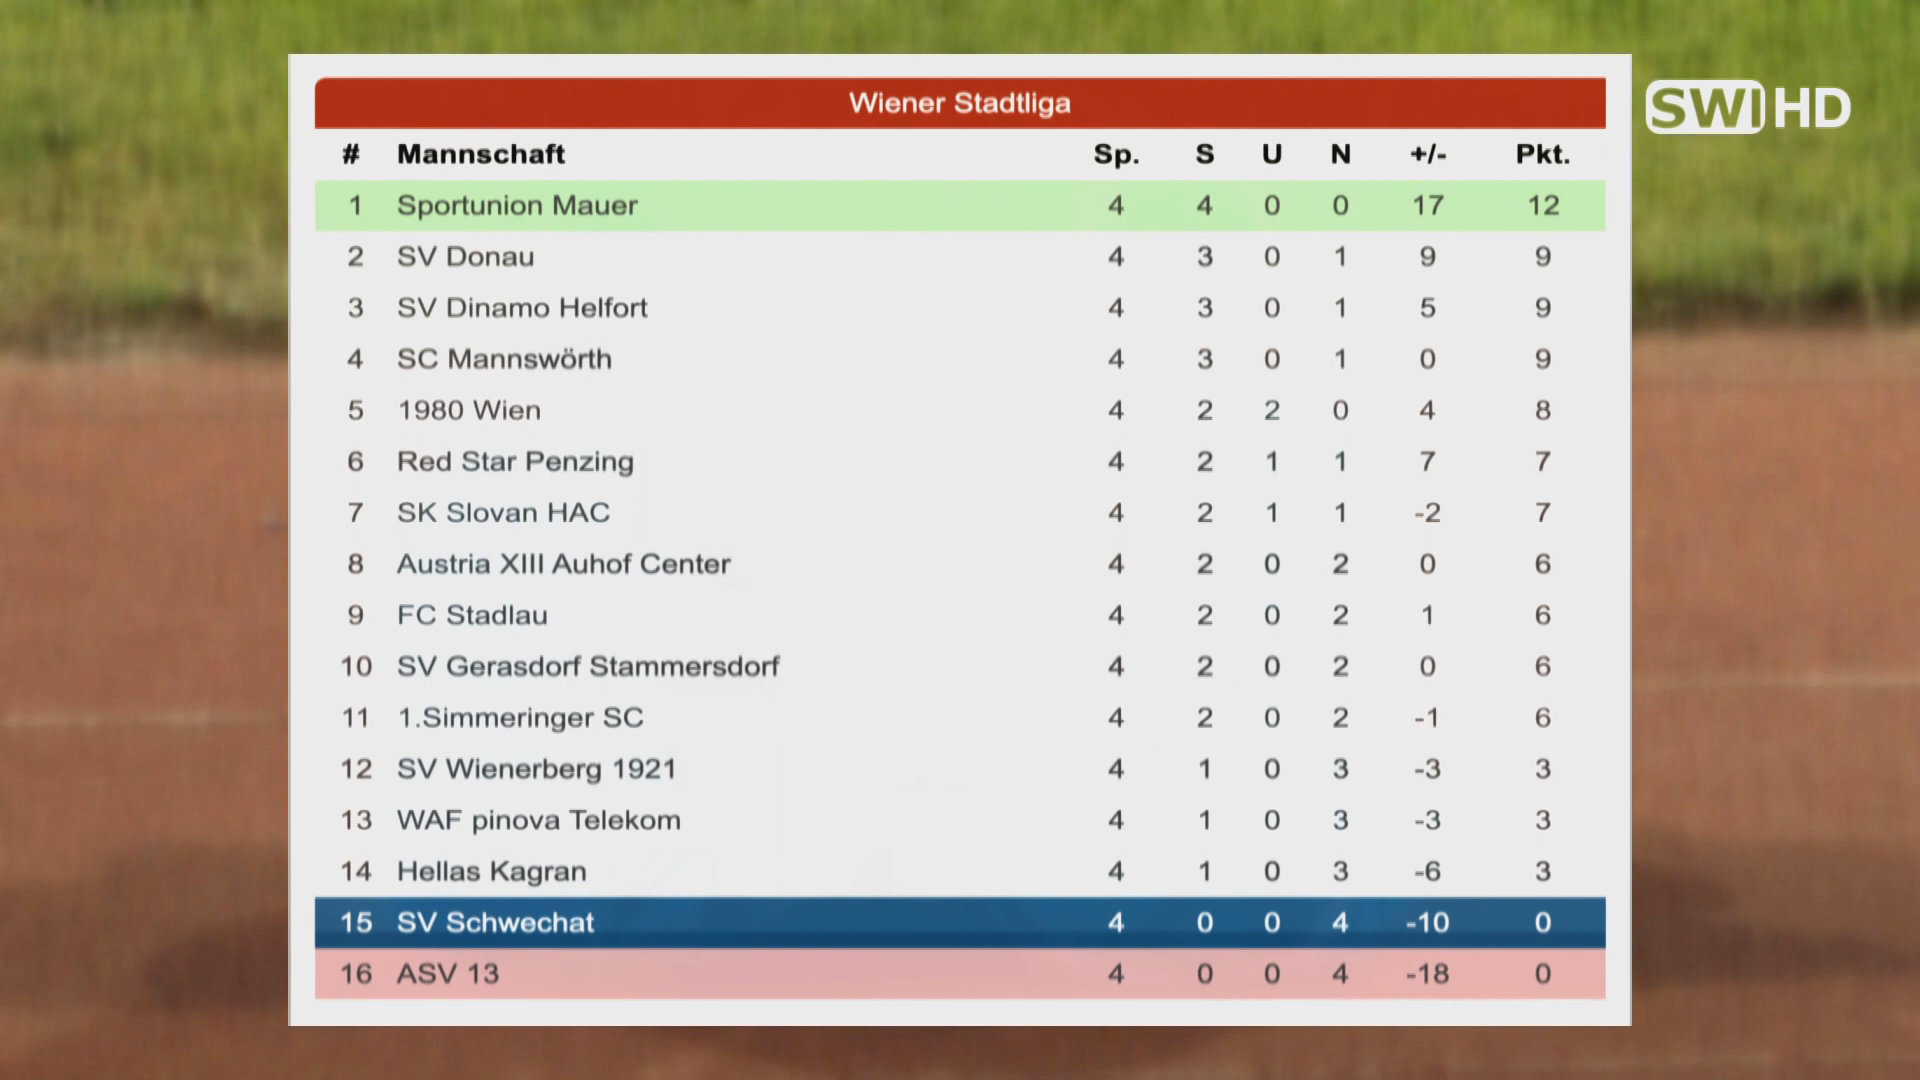 Wiener Stadtliga
SWI HD
# Mannschaft Sp. S U N +/- Pkt.
1 Sportunion Mauer 4 4 0 0 17 12
2 SV Donau 4 3 0 1 9 9
3 SV Dinamo Helfort 4 3 0 1 5 9
4 SC Mannswörth 4 3 0 1 0 9
5 1980 Wien 4 2 2 0 4 8
6 Red Star Penzing 4 2 1 1 7 7
7 SK Slovan HAC 4 2 1 1 -2 7
8 Austria XIII Auhof Center 4 2 0 2 0 6
9 FC Stadlau 4 2 0 2 1 6
10 SV Gerasdorf Stammersdorf 4 2 0 2 0 6
11 1.Simmeringer SC 4 2 0 2 -1 6
12 SV Wienerberg 1921 4 1 0 3 -3 3
13 WAF pinova Telekom 4 1 0 3 -3 3
14 Hellas Kagran 4 1 0 3 -6 3
15 SV Schwechat 4 0 0 4 -10 0
16 ASV 13 4 0 0 4 -18 0